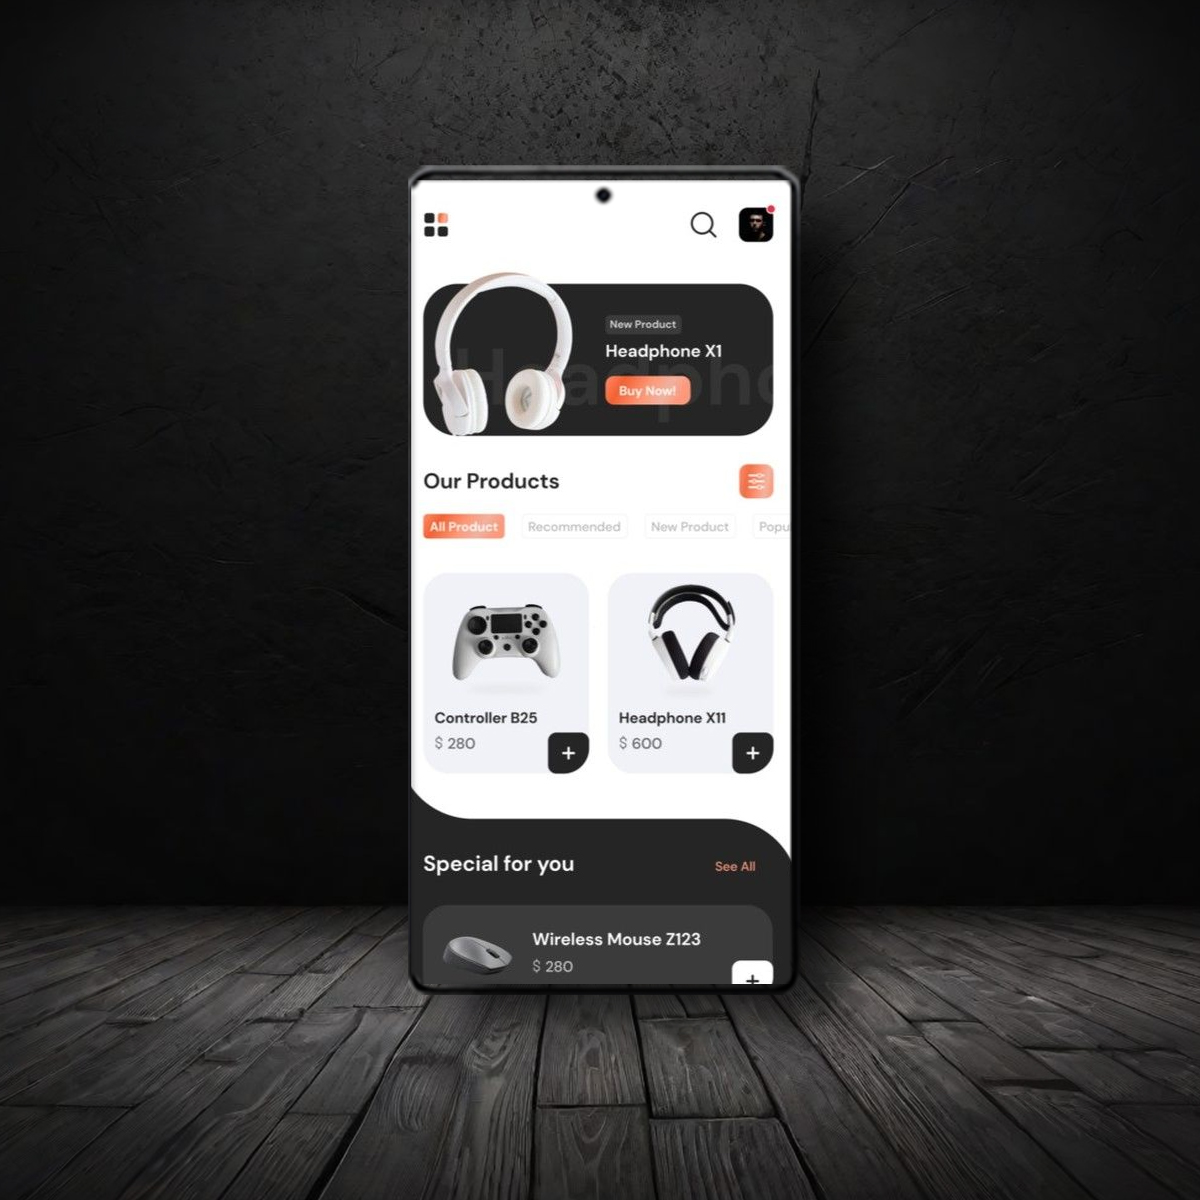 New Product
Headphone X1
Headpho
Buy Now!
Our Products
All Product
Recommended
New Product
Popu
Controller B25
$ 280
Headphone X11
$ 600
Special for you
See All
Wireless Mouse Z123
$ 280